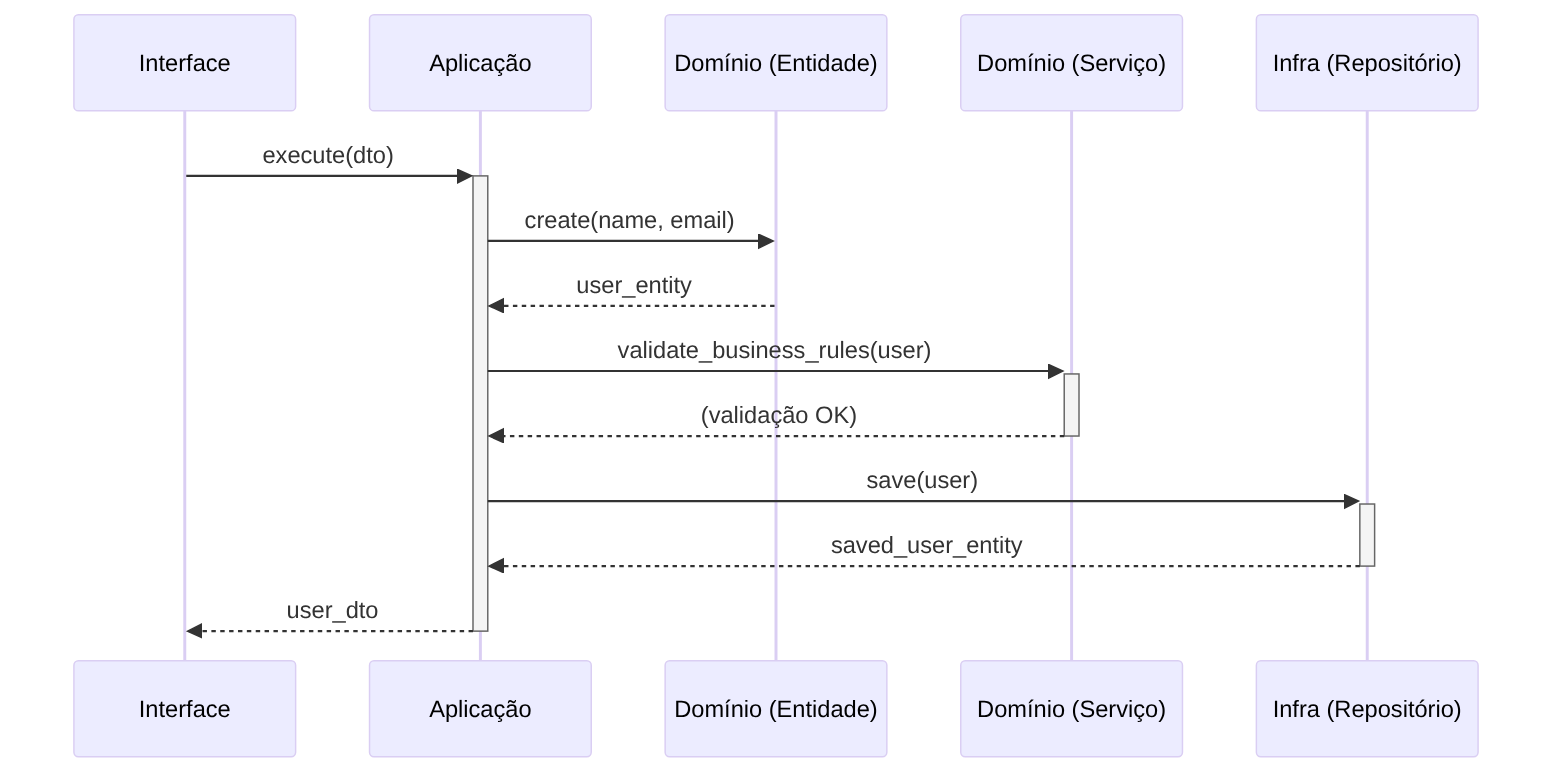 Interface
Aplicação
Domínio (Entidade)
Domínio (Serviço)
Infra (Repositório)
execute(dto)
create(name, email)
user_entity
validate_business_rules(user)
(validação OK)
save(user)
saved_user_entity
user_dto
Interface
Aplicação
Domínio (Entidade)
Domínio (Serviço)
Infra (Repositório)